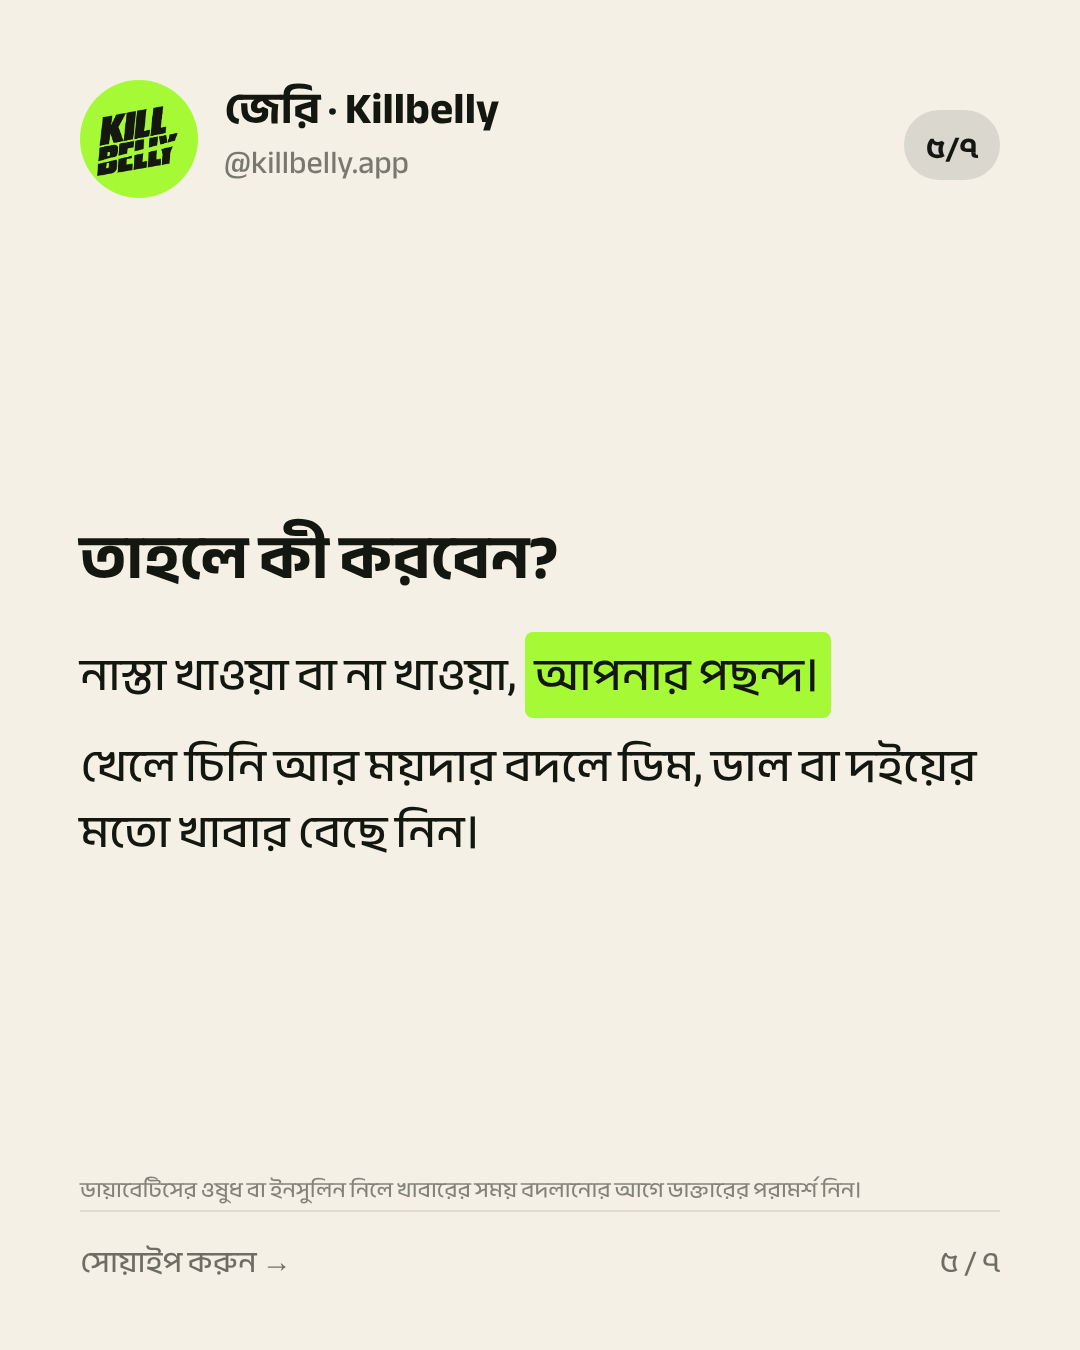 KILL
BELLY
জেরি · Killbelly
@killbelly.app
৫/৭
তাহলে কী করবেন?
নাস্তা খাওয়া বা না খাওয়া, আপনার পছন্দ।
খেলে চিনি আর ময়দার বদলে ডিম, ডাল বা দইয়ের
মতো খাবার বেছে নিন।
ডায়াবেটিসের ওষুধ বা ইনসুলিন নিলে খাবারের সময় বদলানোর আগে ডাক্তারের পরামর্শ নিন।
সোয়াইপ করুন →
৫ / ৭